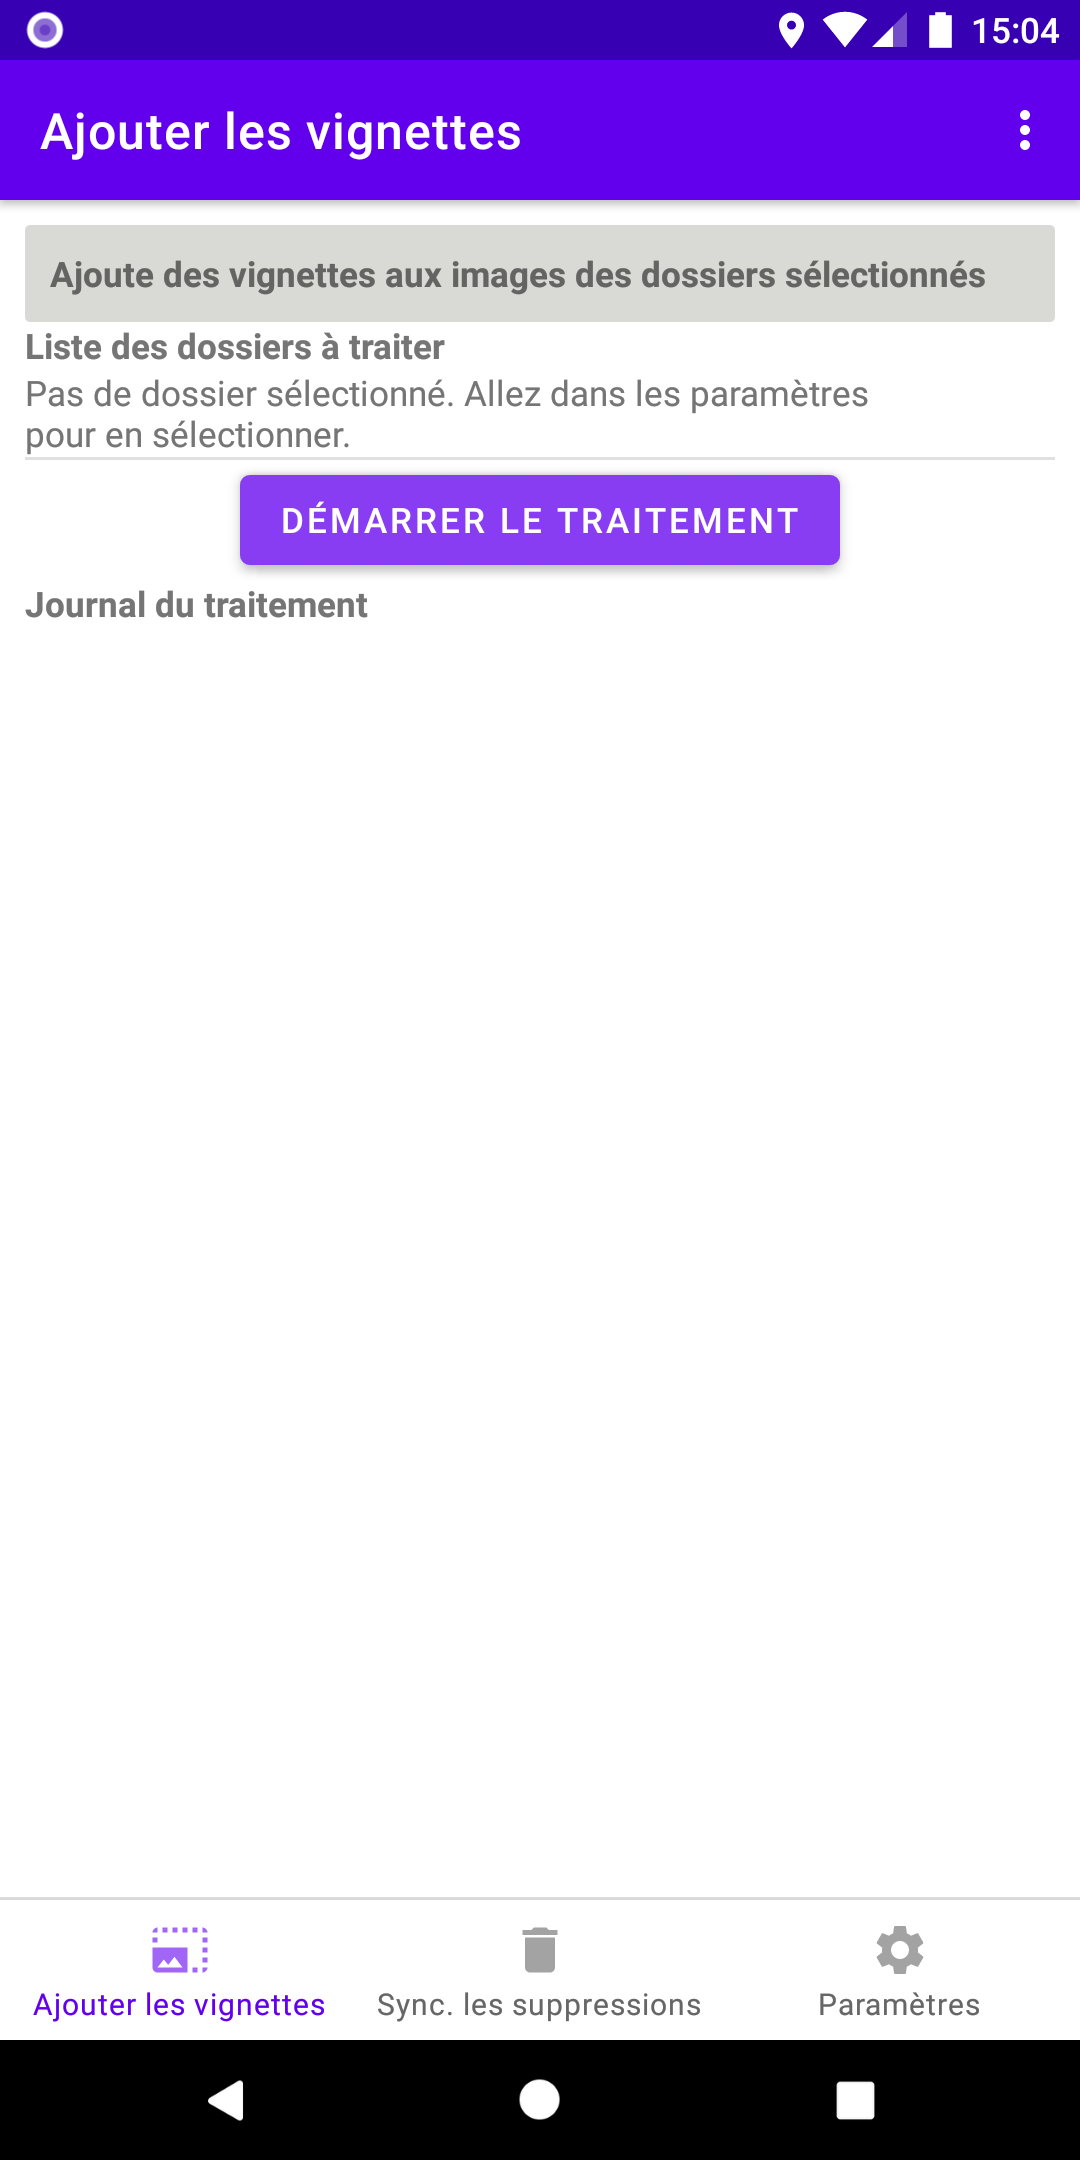 15:04
Ajouter les vignettes
Ajoute des vignettes aux images des dossiers sélectionnés
Liste des dossiers à traiter
Pas de dossier sélectionné. Allez dans les paramètres
pour en sélectionner.
DÉMARRER LE TRAITEMENT
Journal du traitement
Ajouter les vignettes
Sync. les suppressions
Paramètres